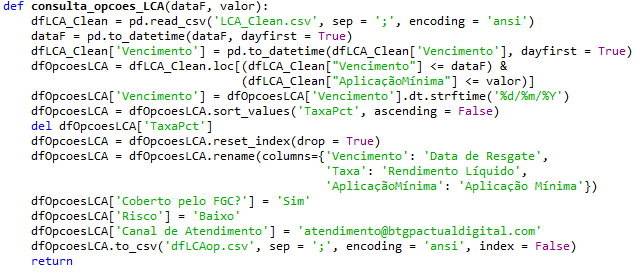 def consulta_opcoes_LCA(dataF, valor):
    dfLCA_Clean = pd.read_csv('LCA_Clean.csv', sep = ';', encoding = 'ansi')
    dataF = pd.to_datetime(dataF, dayfirst = True)
    dfLCA_Clean['Vencimento'] = pd.to_datetime(dfLCA_Clean['Vencimento'], dayfirst = True)
    dfOpcoesLCA = dfLCA_Clean.loc[(dfLCA_Clean["Vencimento"] <= dataF) &
                                  (dfLCA_Clean["AplicaçãoMínima"] <= valor)]
    dfOpcoesLCA['Vencimento'] = dfOpcoesLCA['Vencimento'].dt.strftime('%d/%m/%Y')
    dfOpcoesLCA = dfOpcoesLCA.sort_values('TaxaPct', ascending = False)
    del dfOpcoesLCA['TaxaPct']
    dfOpcoesLCA = dfOpcoesLCA.reset_index(drop = True)
    dfOpcoesLCA = dfOpcoesLCA.rename(columns={'Vencimento': 'Data de Resgate',
                                              'Taxa': 'Rendimento Líquido',
                                              'AplicaçãoMínima': 'Aplicação Mínima'})
    dfOpcoesLCA['Coberto pelo FGC?'] = 'Sim'
    dfOpcoesLCA['Risco'] = 'Baixo'
    dfOpcoesLCA['Canal de Atendimento'] = 'atendimento@btgpactualdigital.com'
    dfOpcoesLCA.to_csv('dfLCAop.csv', sep = ';', encoding = 'ansi', index = False)
    return